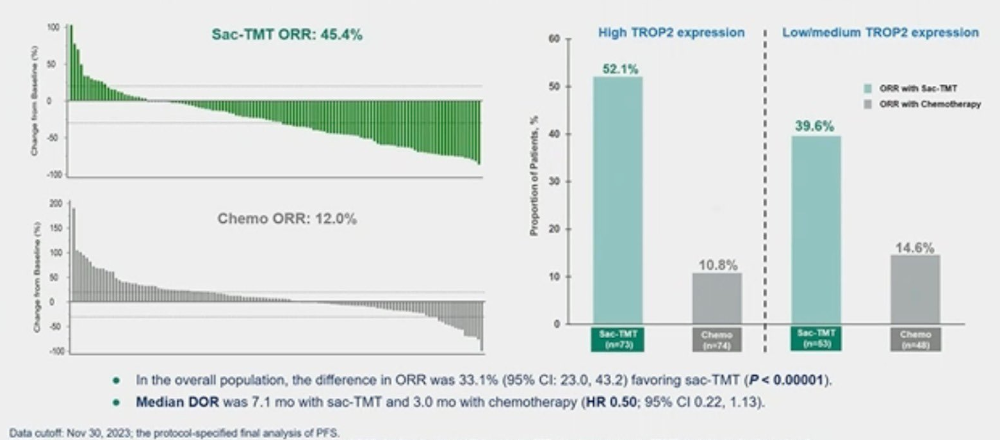 Sac-TMT ORR: 45.4%
Change from Baseline (%)
100
50
0
-50
-100
Chemo ORR: 12.0%
Change from Baseline (%)
200
150
100
50
0
-50
-100
High TROP2 expression
Low/medium TROP2 expression
ORR with Sac-TMT
ORR with Chemotherapy
Proportion of Patients, %
60
50
40
30
20
10
0
52.1%
10.8%
39.6%
14.6%
Sac-TMT
(n=73)
Chemo
(n=74)
Sac-TMT
(n=53)
Chemo
(n=48)
• In the overall population, the difference in ORR was 33.1% (95% CI: 23.0, 43.2) favoring sac-TMT (P < 0.00001).
• Median DOR was 7.1 mo with sac-TMT and 3.0 mo with chemotherapy (HR 0.50; 95% CI 0.22, 1.13).
Data cutoff: Nov 30, 2023; the protocol-specified final analysis of PFS.